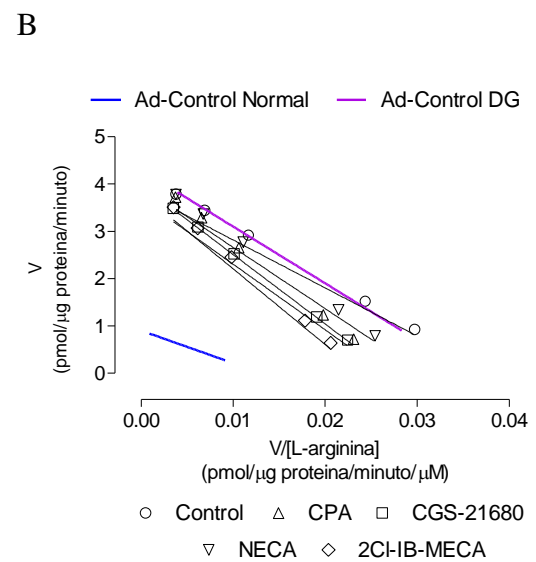 B
Ad-Control Normal Ad-Control DG
5
4
3
2
1
0
V
(pmol/μg proteina/minuto)
0.00 0.01 0.02 0.03 0.04
V/[L-arginina]
(pmol/μg proteina/minuto/μM)
Control CPA CGS-21680
NECA 2Cl-IB-MECA